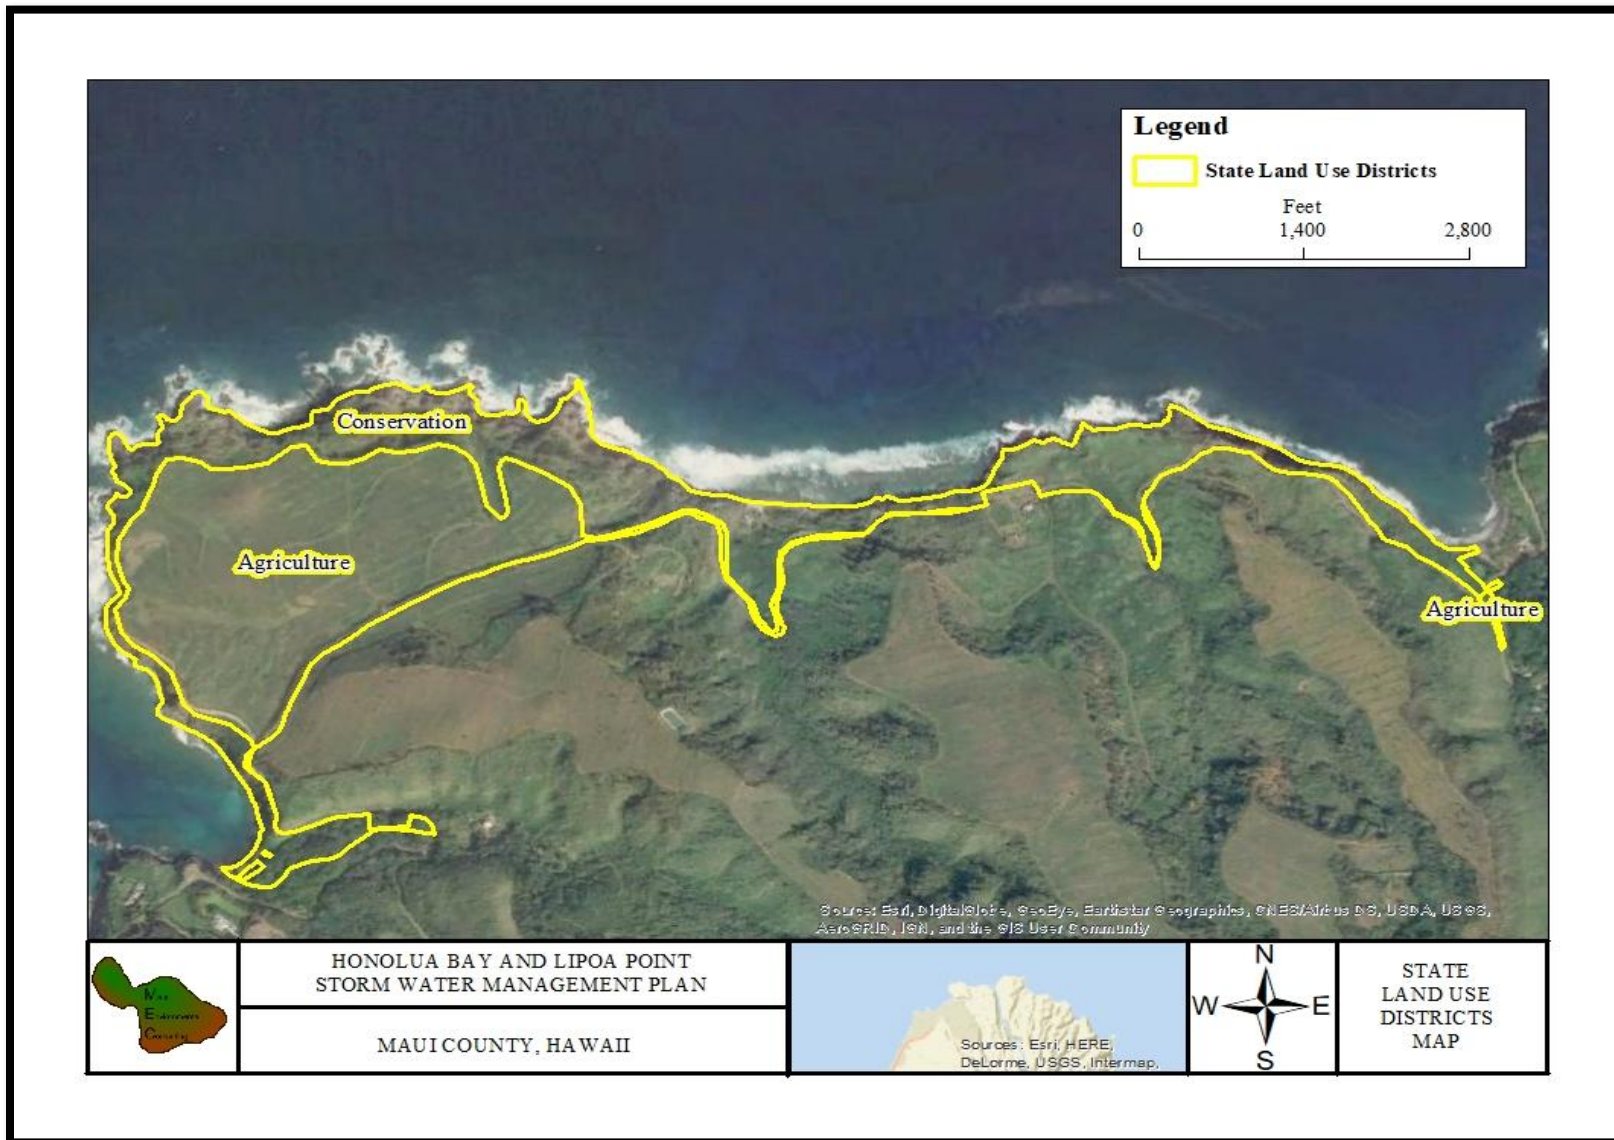 Legend
State Land Use Districts
Feet
0 1,400 2,800
Conservation
Agriculture
Agriculture
Source: Esri, DigitalGlobe, GeoEye, Earthstar Geographics, CNES/Airbus DS, USDA, USGS,
AeroGRID, IGN, and the GIS User Community
HONOLUA BAY AND LIPOA POINT
STORM WATER MANAGEMENT PLAN
MAUI COUNTY, HAWAII
Sources: Esri, HERE,
DeLorme, USGS, Intermap,
N
W E
S
STATE
LAND USE
DISTRICTS
MAP